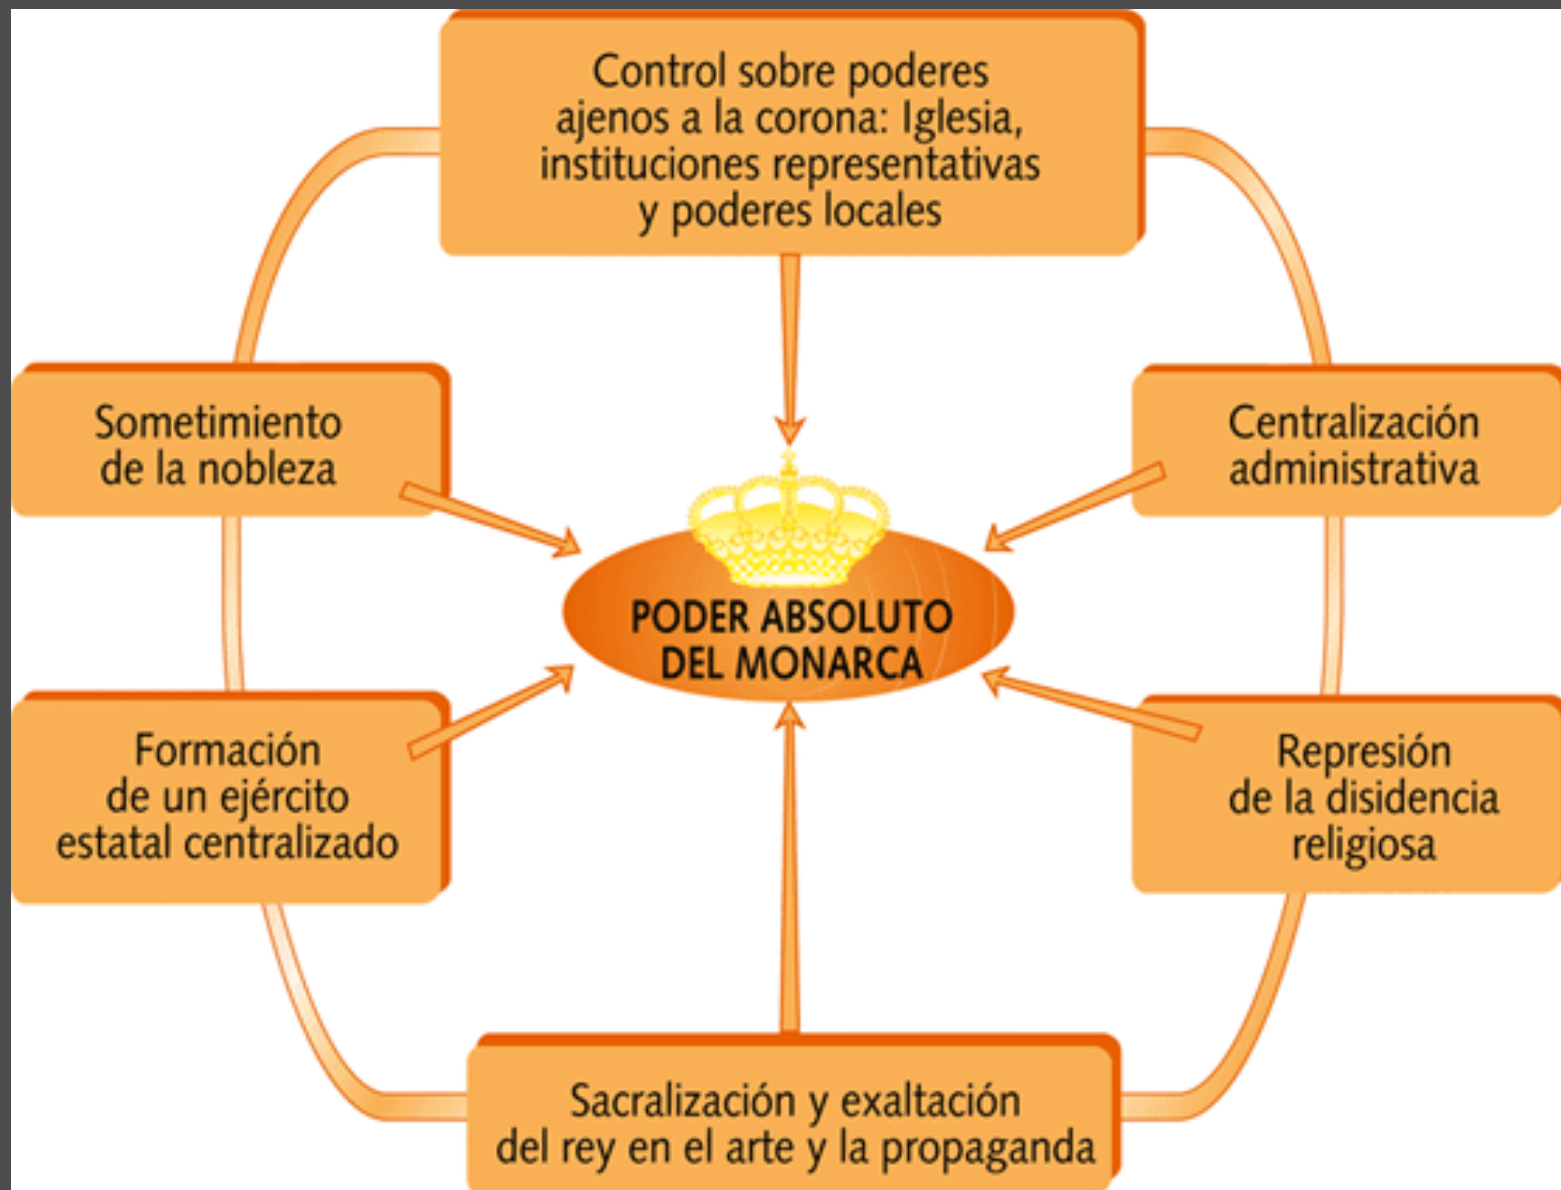 Control sobre poderes
ajenos a la corona: Iglesia,
instituciones representativas
y poderes locales
Sometimiento
de la nobleza
Centralización
administrativa
PODER ABSOLUTO
DEL MONARCA
Formación
de un ejército
estatal centralizado
Represión
de la disidencia
religiosa
Sacralización y exaltación
del rey en el arte y la propaganda